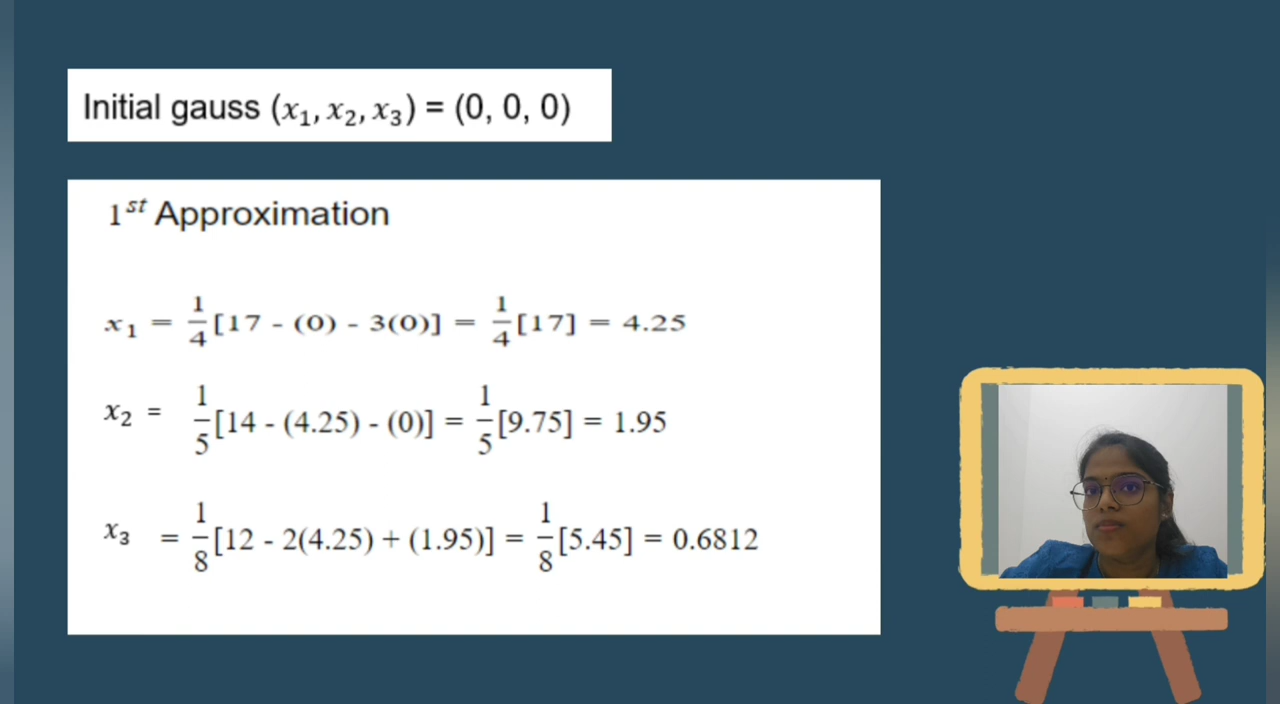 Initial gauss (x₁, x₂, x₃) = (0, 0, 0)
1ˢᵗ Approximation
x₁ = 1/4 [17 - (0) - 3(0)] = 1/4 [17] = 4.25
x₂ = 1/5 [14 - (4.25) - (0)] = 1/5 [9.75] = 1.95
x₃ = 1/8 [12 - 2(4.25) + (1.95)] = 1/8 [5.45] = 0.6812